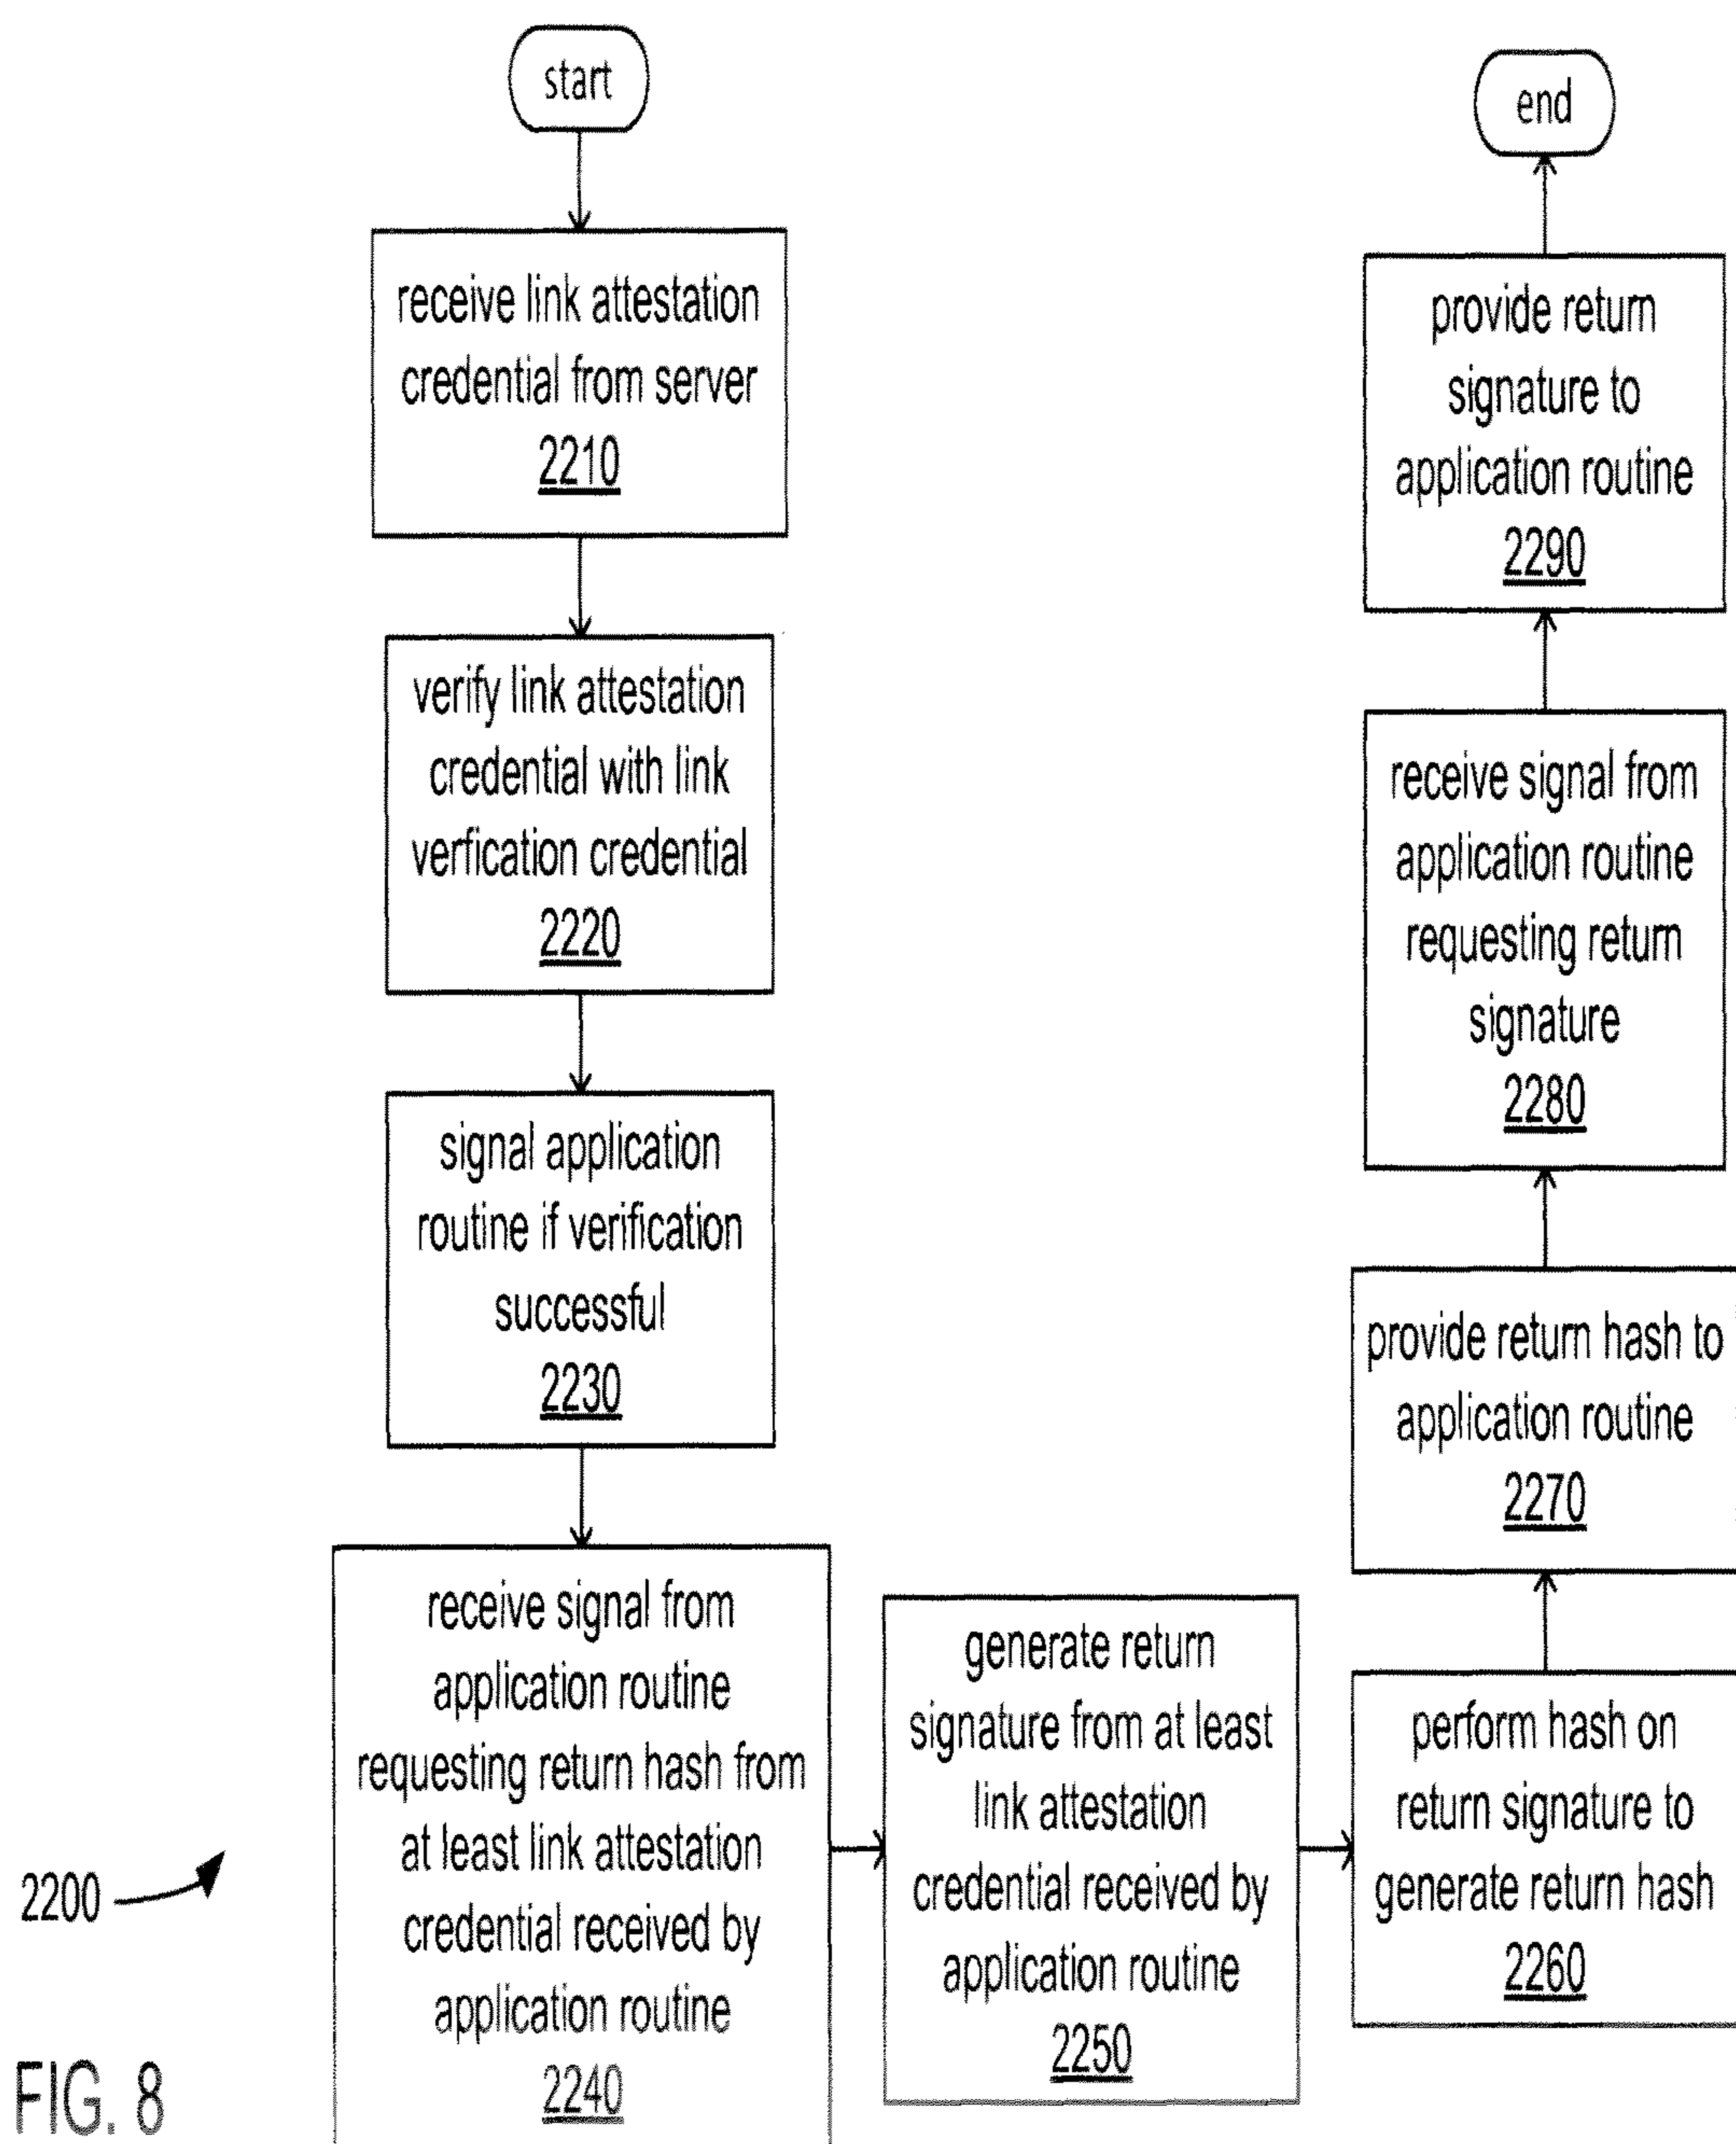 start
receive link attestation
credential from server
2210
verify link attestation
credential with link
verfication credential
2220
signal application
routine if verification
successful
2230
receive signal from
application routine
requesting return hash from
at least link attestation
credential received by
application routine
2240
generate return
signature from at least
link attestation
credential received by
application routine
2250
perform hash on
return signature to
generate return hash
2260
provide return hash to
application routine
2270
receive signal from
application routine
requesting return
signature
2280
provide return
signature to
application routine
2290
end
2200
FIG. 8